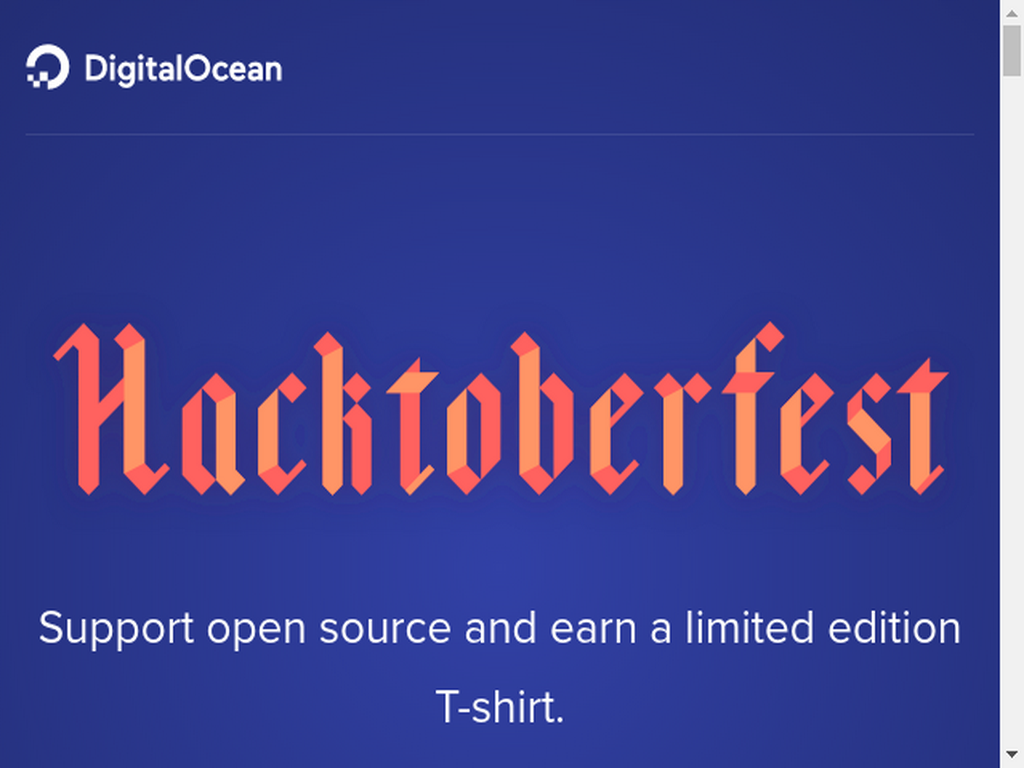 DigitalOcean
Hacktoberfest
Support open source and earn a limited edition
T-shirt.